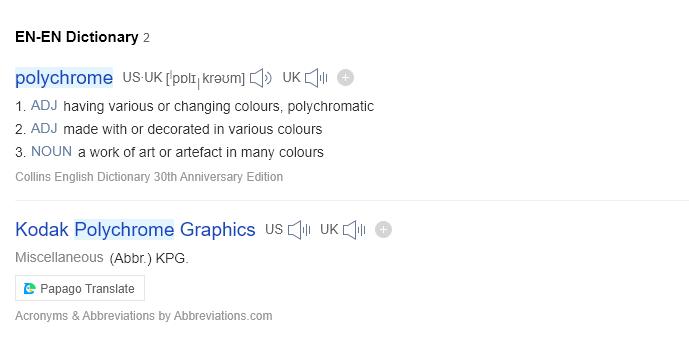 EN-EN Dictionary 2
polychrome US·UK [ˈpɒlɪˌkrəʊm] UK
1. ADJ having various or changing colours, polychromatic
2. ADJ made with or decorated in various colours
3. NOUN a work of art or artefact in many colours
Collins English Dictionary 30th Anniversary Edition
Kodak Polychrome Graphics US UK
Miscellaneous (Abbr.) KPG.
Papago Translate
Acronyms & Abbreviations by Abbreviations.com